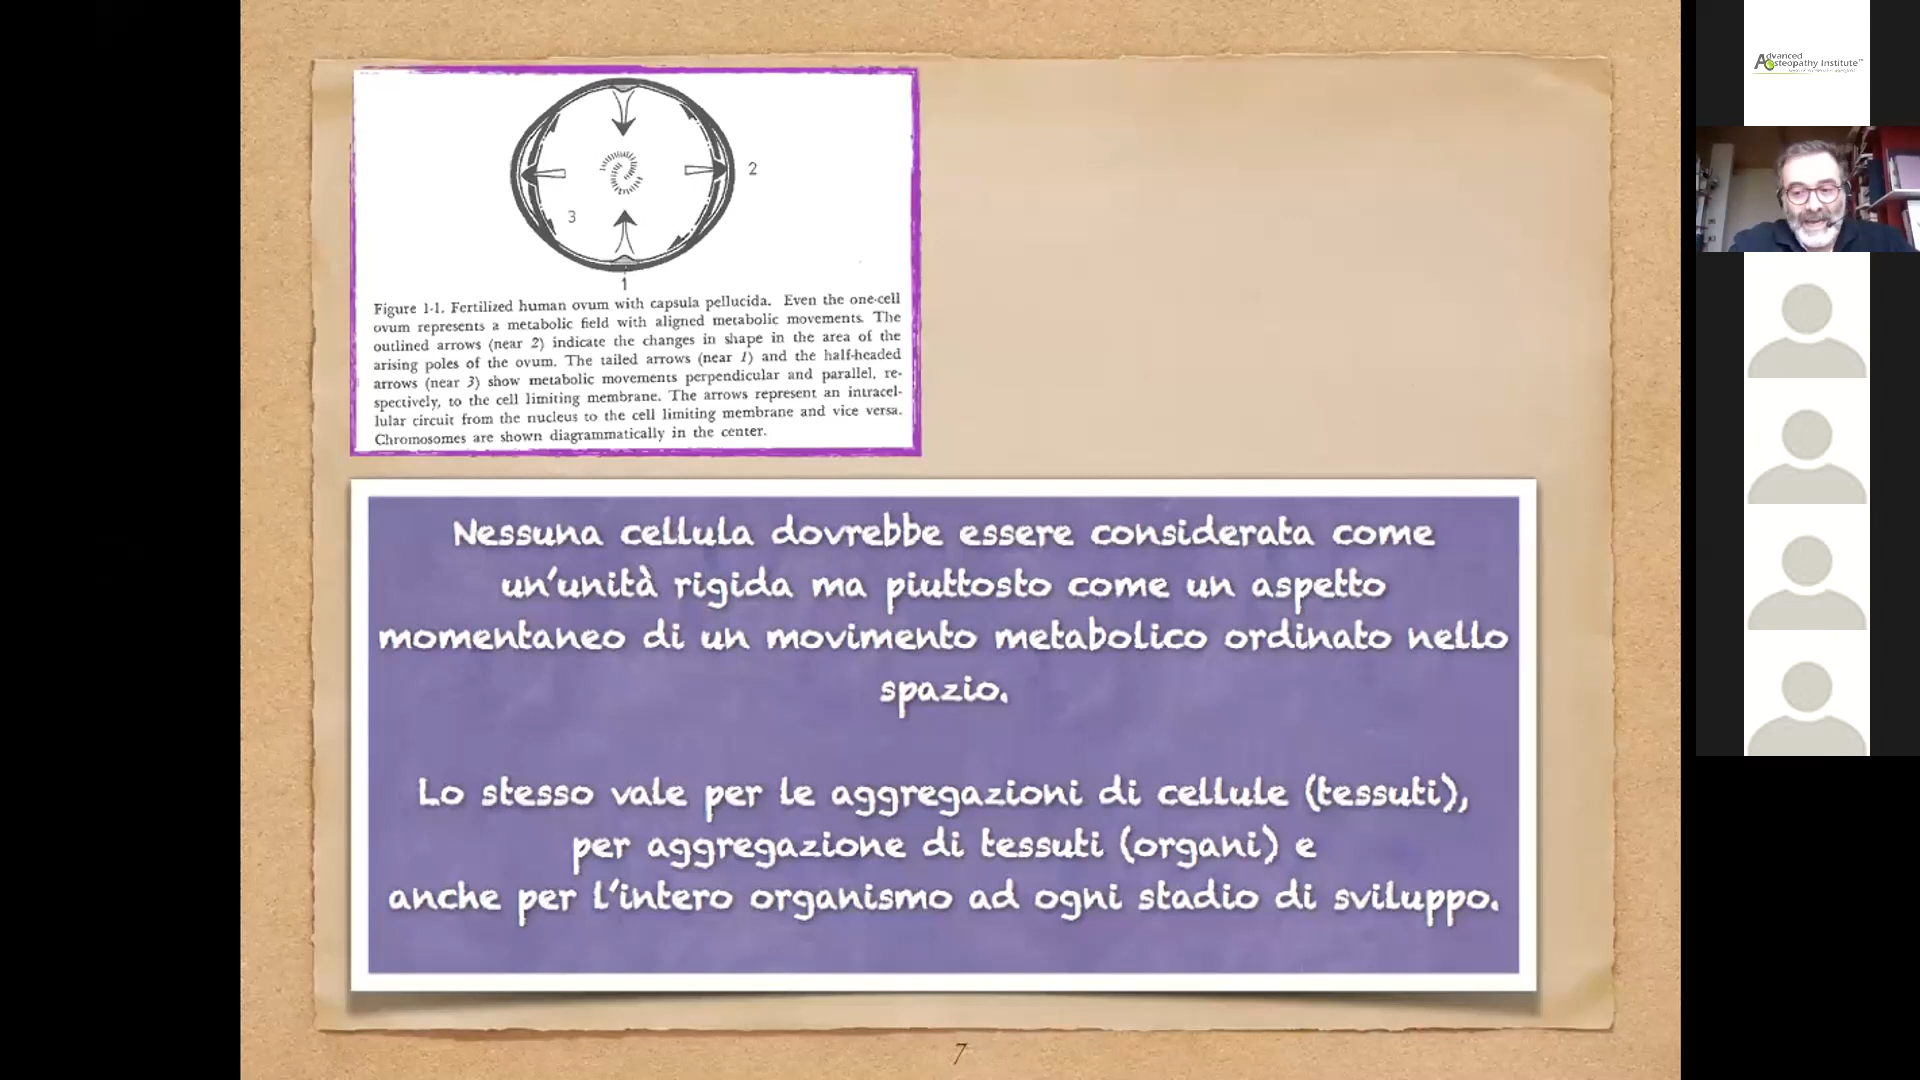 2
3
1
Figure 1-1. Fertilized human ovum with capsula pellucida. Even the one-cell
ovum represents a metabolic field with aligned metabolic movements. The
outlined arrows (near 2) indicate the changes in shape in the area of the
arising poles of the ovum. The tailed arrows (near 1) and the half-headed
arrows (near 3) show metabolic movements perpendicular and parallel, re-
spectively, to the cell limiting membrane. The arrows represent an intracel-
lular circuit from the nucleus to the cell limiting membrane and vice versa.
Chromosomes are shown diagrammatically in the center.
Nessuna cellula dovrebbe essere considerata come
un'unità rigida ma piuttosto come un aspetto
momentaneo di un movimento metabolico ordinato nello
spazio.
Lo stesso vale per le aggregazioni di cellule (tessuti),
per aggregazione di tessuti (organi) e
anche per l'intero organismo ad ogni stadio di sviluppo.
7
Advanced
Osteopathy Institute™